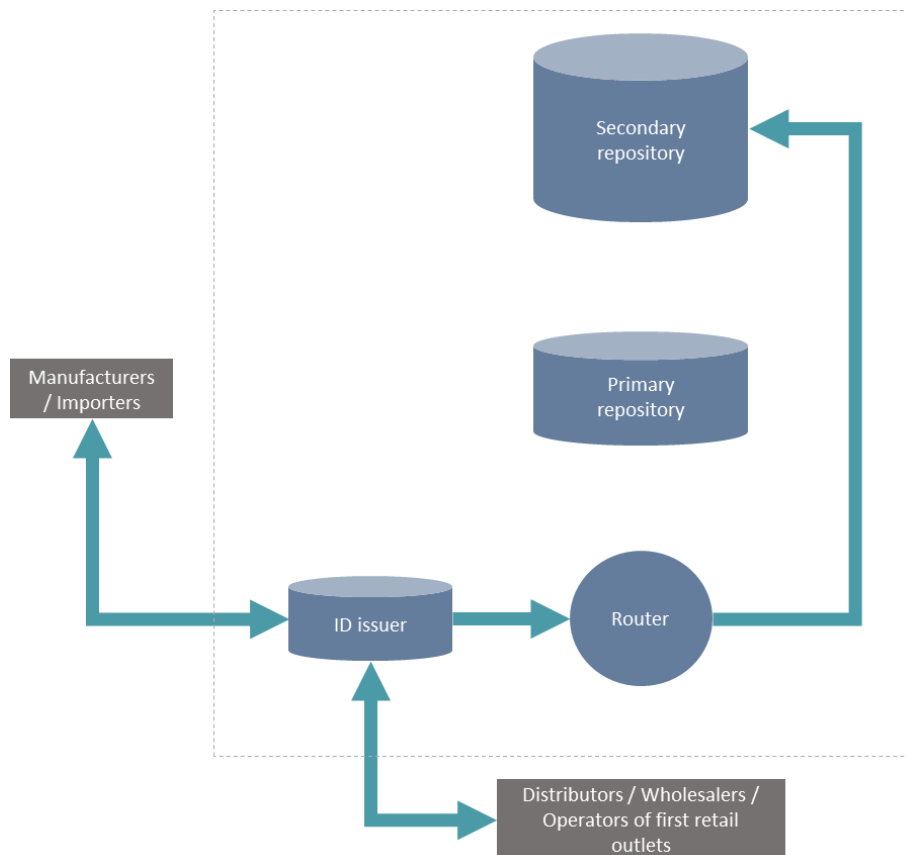 Secondary
repository
Primary
repository
Manufacturers
/ Importers
ID issuer
Router
Distributors / Wholesalers /
Operators of first retail
outlets